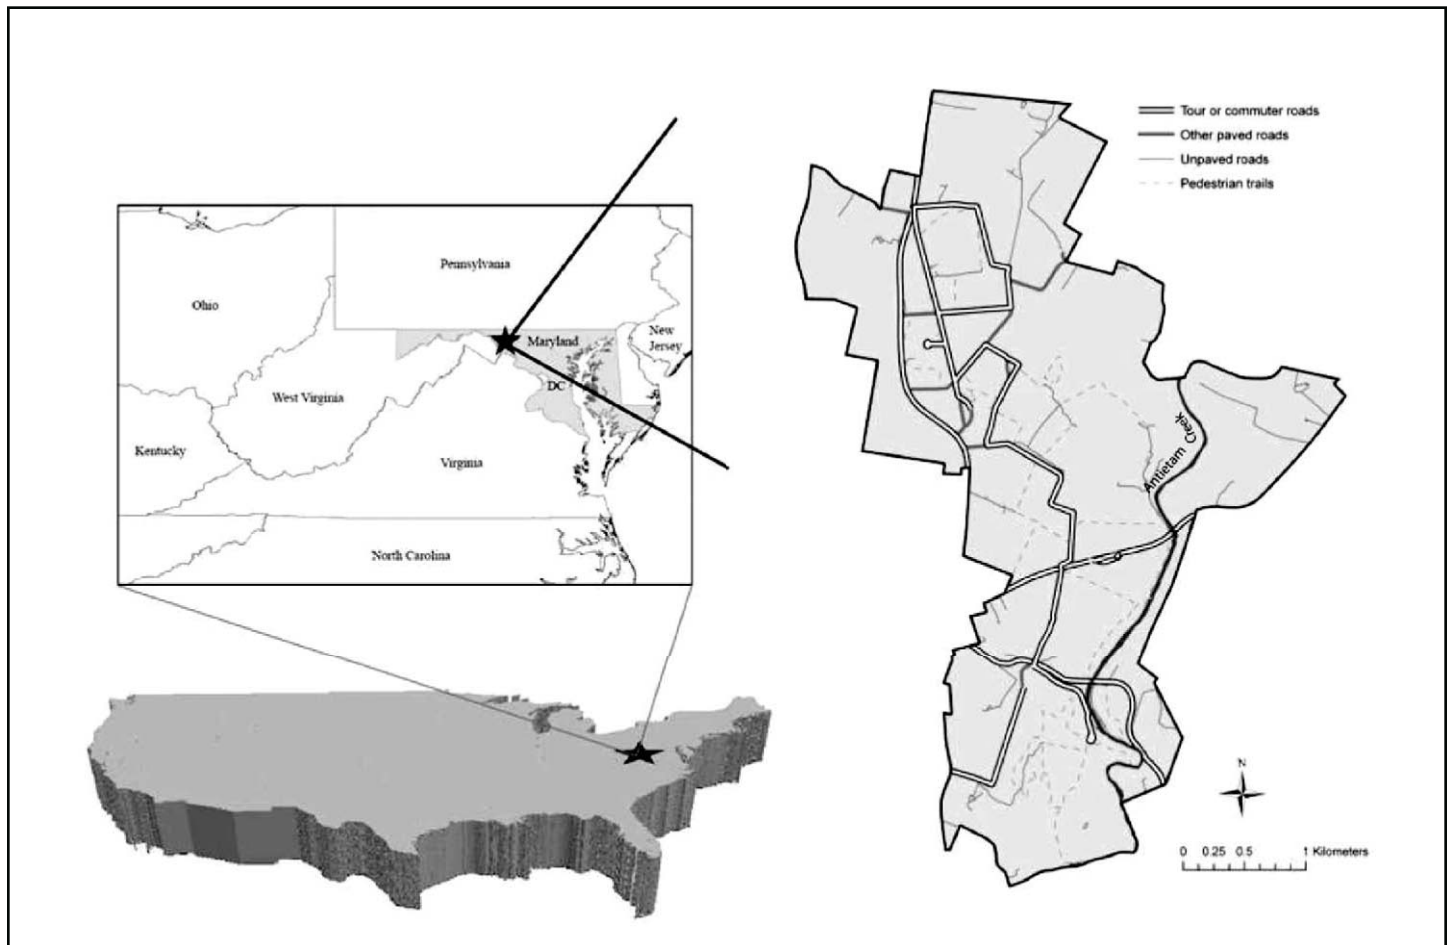 Tour or commuter roads
Other paved roads
Unpaved roads
Pedestrian trails
Pennsylvania
Ohio
New
Jersey
Maryland
DC
West Virginia
Kentucky
Virginia
North Carolina
Antietam Creek
N
0 0.25 0.5 1 Kilometers